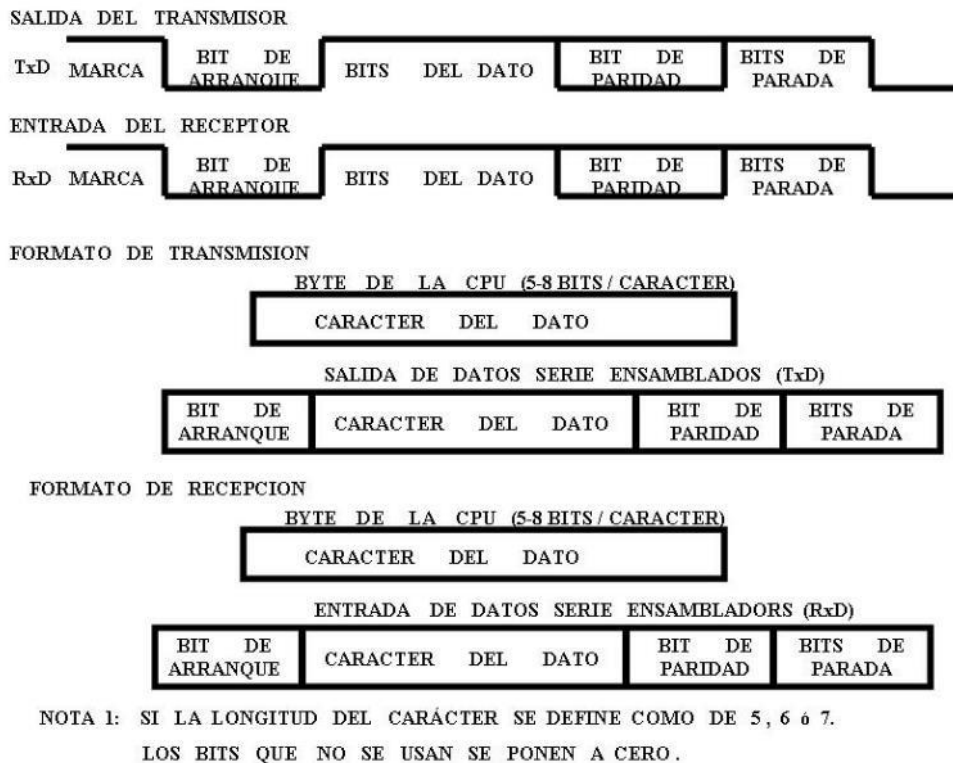 SALIDA DEL TRANSMISOR
TxD MARCA BIT DE ARRANQUE BITS DEL DATO BIT DE PARIDAD BITS DE PARADA
ENTRADA DEL RECEPTOR
RxD MARCA BIT DE ARRANQUE BITS DEL DATO BIT DE PARIDAD BITS DE PARADA
FORMATO DE TRANSMISION
BYTE DE LA CPU (5-8 BITS / CARACTER)
CARACTER DEL DATO
SALIDA DE DATOS SERIE ENSAMBLADOS (TxD)
BIT DE ARRANQUE CARACTER DEL DATO BIT DE PARIDAD BITS DE PARADA
FORMATO DE RECEPCION
BYTE DE LA CPU (5-8 BITS / CARACTER)
CARACTER DEL DATO
ENTRADA DE DATOS SERIE ENSAMBLADORS (RxD)
BIT DE ARRANQUE CARACTER DEL DATO BIT DE PARIDAD BITS DE PARADA
NOTA 1: SI LA LONGITUD DEL CARÁCTER SE DEFINE COMO DE 5 , 6 ó 7.
LOS BITS QUE NO SE USAN SE PONEN A CERO .